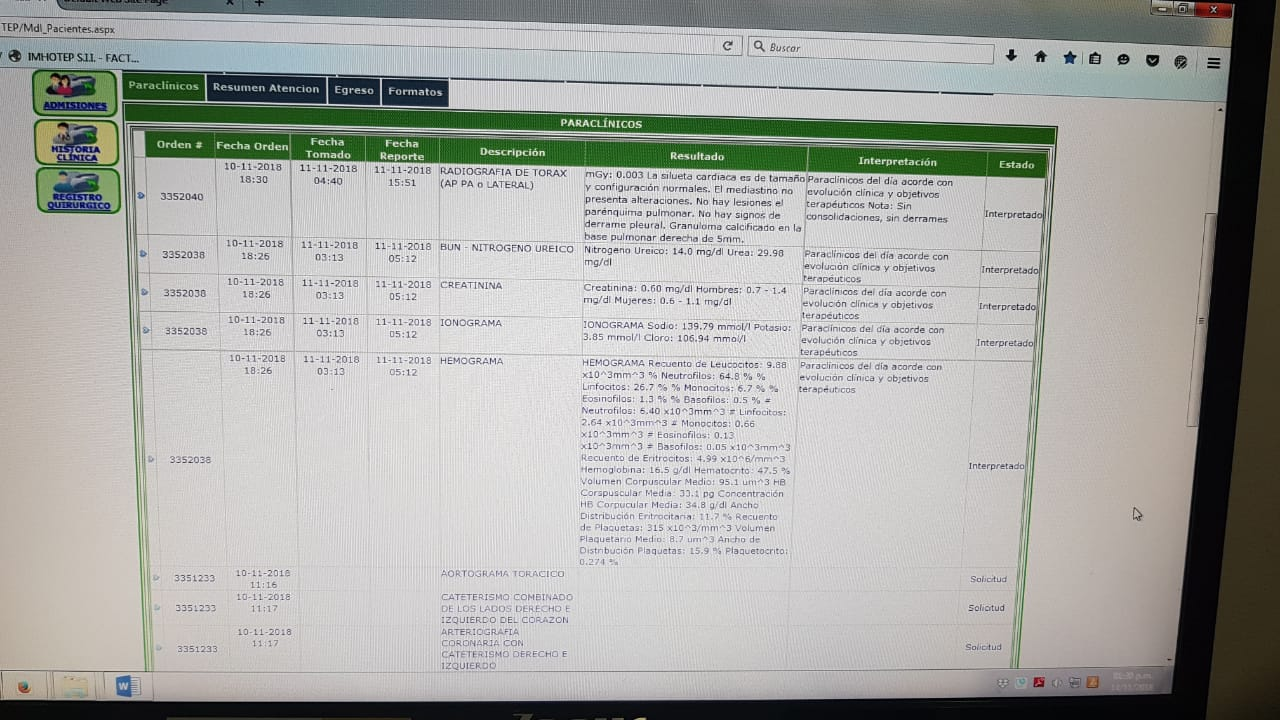 TEP/Mdl_Pacientes.aspx
Buscar
IMHOTEP S.I.I. - FACT...
ADMISIONES
HISTORIA
CLÍNICA
REGISTRO
QUIRURGICO
Paraclínicos Resumen Atencion Egreso Formatos
PARACLÍNICOS
Orden # Fecha Orden Fecha Tomado Fecha Reporte Descripción Resultado Interpretación Estado
3352040
10-11-2018
18:30
11-11-2018
04:40
11-11-2018
15:51
RADIOGRAFIA DE TORAX
(AP PA o LATERAL)
mGy: 0.003 La silueta cardiaca es de tamaño
y configuración normales. El mediastino no
presenta alteraciones. No hay lesiones el
parénquima pulmonar. No hay signos de
derrame pleural. Granuloma calcificado en la
base pulmonar derecha de 5mm.
Paraclínicos del día acorde con
evolución clínica y objetivos
terapéuticos Nota: Sin
consolidaciones, sin derrames
Interpretado
3352038
10-11-2018
18:26
11-11-2018
03:13
11-11-2018
05:12
BUN - NITROGENO UREICO
Nitrogeno Ureico: 14.0 mg/dl Urea: 29.98
mg/dl
Paraclínicos del día acorde con
evolución clínica y objetivos
terapéuticos
Interpretado
3352038
10-11-2018
18:26
11-11-2018
03:13
11-11-2018
05:12
CREATININA
Creatinina: 0.60 mg/dl Hombres: 0.7 - 1.4
mg/dl Mujeres: 0.6 - 1.1 mg/dl
Paraclínicos del día acorde con
evolución clínica y objetivos
terapéuticos
Interpretado
3352038
10-11-2018
18:26
11-11-2018
03:13
11-11-2018
05:12
IONOGRAMA
IONOGRAMA Sodio: 139.79 mmol/l Potasio:
3.85 mmol/l Cloro: 106.94 mmol/l
Paraclínicos del día acorde con
evolución clínica y objetivos
terapéuticos
Interpretado
3352038
10-11-2018
18:26
11-11-2018
03:13
11-11-2018
05:12
HEMOGRAMA
HEMOGRAMA Recuento de Leucocitos: 9.88
x10^3mm^3 % Neutrofilos: 64.8 % %
Linfocitos: 26.7 % % Monocitos: 6.7 % %
Eosinofilos: 1.3 % % Basofilos: 0.5 % #
Neutrofilos: 6.40 x10^3mm^3 # Linfocitos:
2.64 x10^3mm^3 # Monocitos: 0.66
x10^3mm^3 # Eosinofilos: 0.13
x10^3mm^3 # Basofilos: 0.05 x10^3mm^3
Recuento de Eritrocitos: 4.99 x10^6/mm^3
Hemoglobina: 16.5 g/dl Hematocrito: 47.5 %
Volumen Corpuscular Medio: 95.1 um^3 HB
Corspuscular Media: 33.1 pg Concentración
HB Corpucular Media: 34.8 g/dl Ancho
Distribución Eritrocitaria: 11.7 % Recuento
de Plaquetas: 315 x10^3/mm^3 Volumen
Plaquetario Medio: 8.7 um^3 Ancho de
Distribución Plaquetas: 15.9 % Plaquetocrito:
0.274 %
Paraclínicos del día acorde con
evolución clínica y objetivos
terapéuticos
Interpretado
3351233
10-11-2018
11:16
AORTOGRAMA TORACICO
Solicitud
3351233
10-11-2018
11:17
CATETERISMO COMBINADO
DE LOS LADOS DERECHO E
IZQUIERDO DEL CORAZON
Solicitud
3351233
10-11-2018
11:17
ARTERIOGRAFIA
CORONARIA CON
CATETERISMO DERECHO E
IZQUIERDO
Solicitud